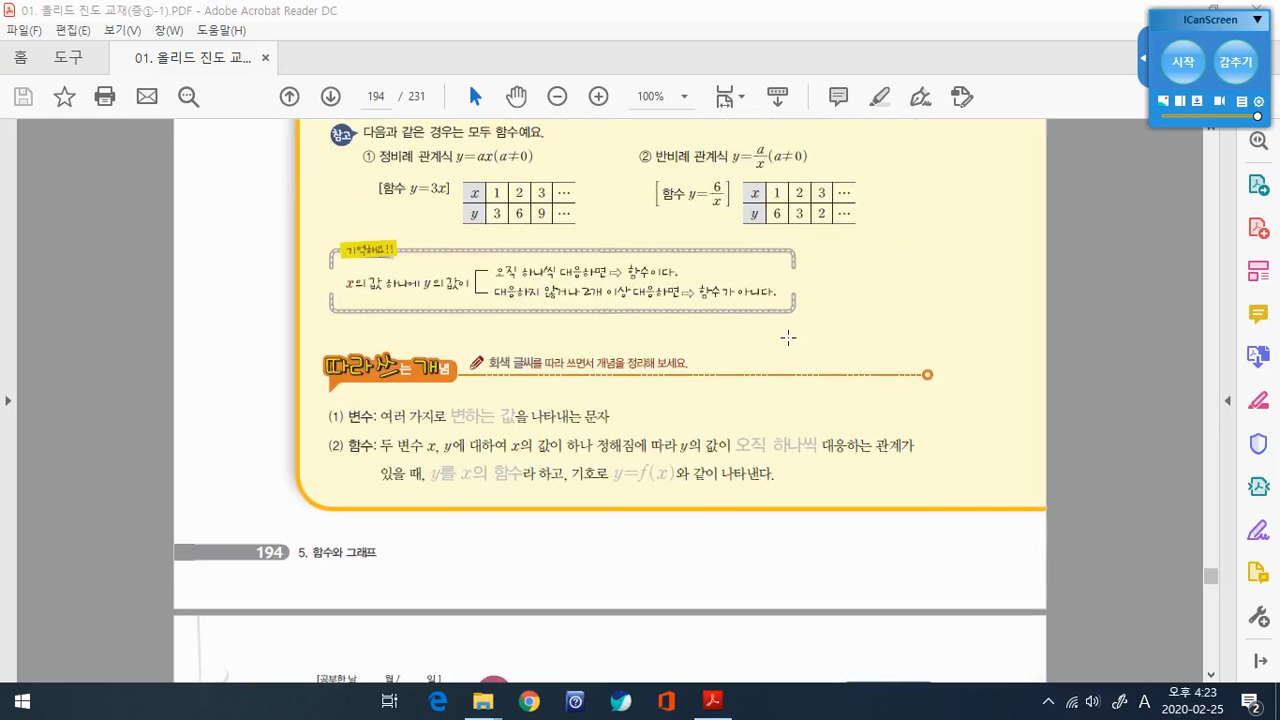 01. 올리드 진도 교재(중①-1).PDF - Adobe Acrobat Reader DC
파일(F) 편집(E) 보기(V) 창(W) 도움말(H)
홈 도구 01. 올리드 진도 교... ×
194 / 231 100%
ICanScreen
시작 감추기
참고 다음과 같은 경우는 모두 함수예요.
① 정비례 관계식 y=ax(a≠0) ② 반비례 관계식 y=a/x(a≠0)
[함수 y=3x] x 1 2 3 ⋯ [함수 y=6/x] x 1 2 3 ⋯
y 3 6 9 ⋯ y 6 3 2 ⋯
기억해요!!
x의 값 하나에 y의 값이
오직 하나씩 대응하면 ⇨ 함수이다.
대응하지 않거나 2개 이상 대응하면 ⇨ 함수가 아니다.
따라 쓰는 개념 회색 글씨를 따라 쓰면서 개념을 정리해 보세요.
(1) 변수: 여러 가지로 변하는 값을 나타내는 문자
(2) 함수: 두 변수 x, y에 대하여 x의 값이 하나 정해짐에 따라 y의 값이 오직 하나씩 대응하는 관계가
있을 때, y를 x의 함수라 하고, 기호로 y=f(x)와 같이 나타낸다.
194 5. 함수와 그래프
[공부한 날 월 / 일]
A 오후 4:23
2020-02-25 2